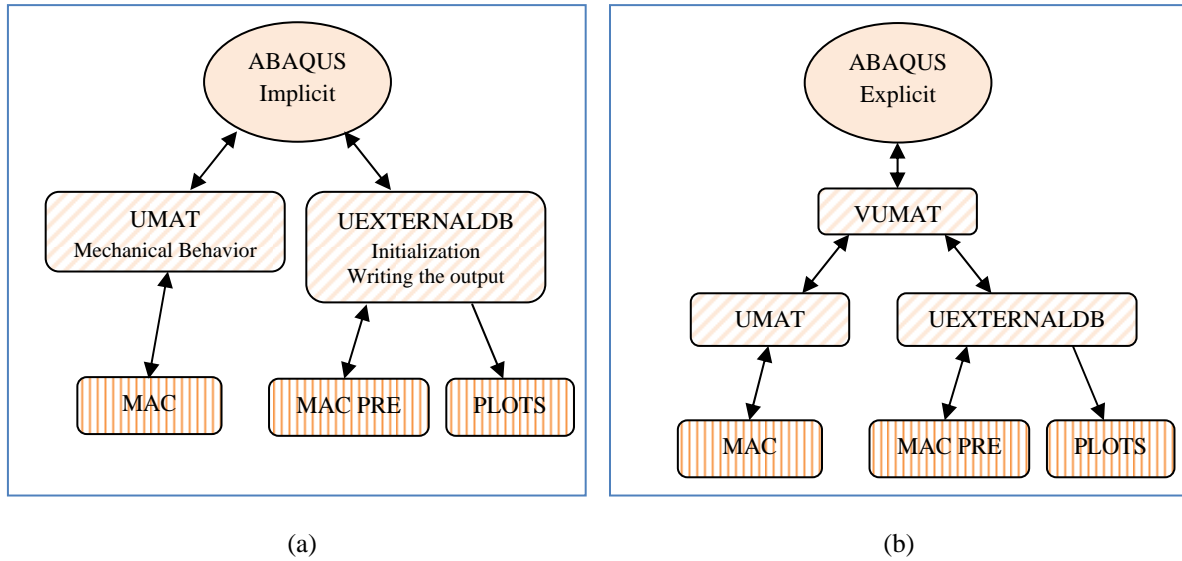 ABAQUS
Implicit
UMAT
Mechanical Behavior
UEXTERNALDB
Initialization
Writing the output
MAC
MAC PRE
PLOTS
(a)
ABAQUS
Explicit
VUMAT
UMAT
UEXTERNALDB
MAC
MAC PRE
PLOTS
(b)